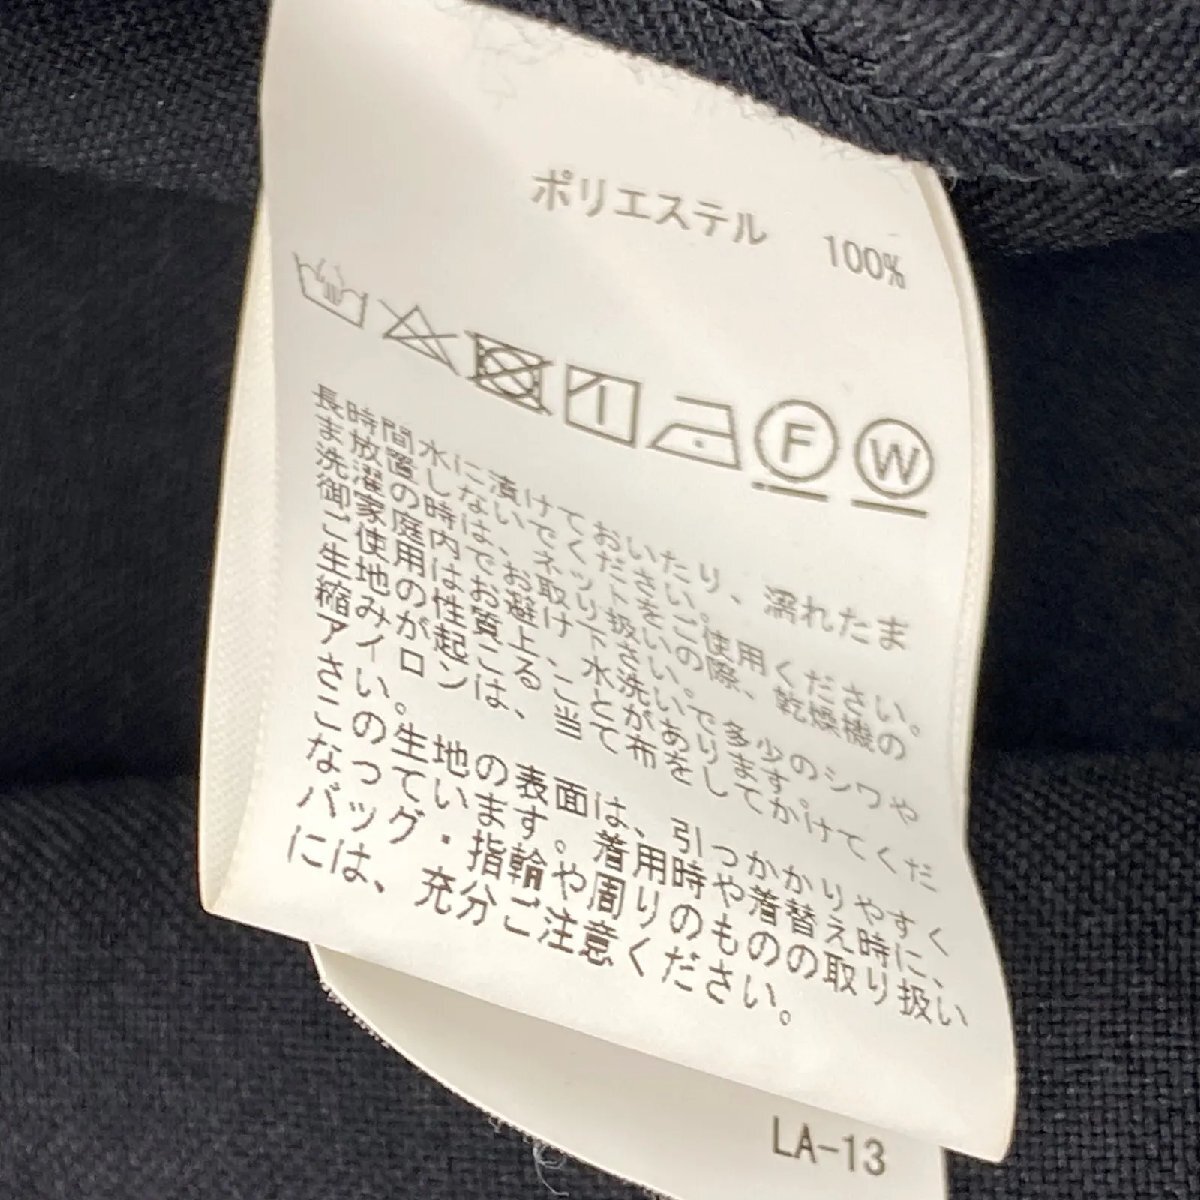 ポリエステル 100%
F W
長時間水に漬けておいたり、濡れたまま
ま放置しないでください。
洗濯の時は、ネットをご使用ください。
御家庭内でお取り扱いの際、乾燥機の
ご使用はお避け下さい。
生地の性質上、水洗いで多少のシワや
縮みが起こることがあります。
アイロンは、当て布をしてかけてくだ
さい。
この生地の表面は、引っかかりやすく
なっています。着用時や着替え時に、
バッグ・指輪や周りのものの取り扱い
には、充分ご注意ください。
LA-13